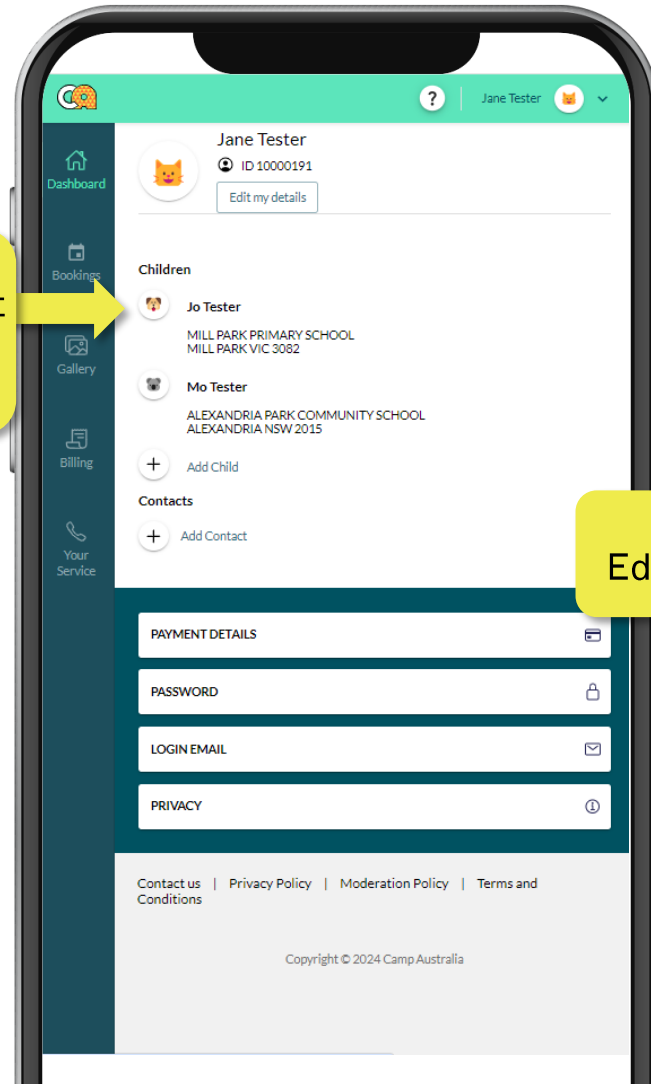 CA
?
Jane Tester
Dashboard
Bookings
Gallery
Billing
Your
Service
Jane Tester
ID 10000191
Edit my details
Children
Jo Tester
MILL PARK PRIMARY SCHOOL
MILL PARK VIC 3082
Mo Tester
ALEXANDRIA PARK COMMUNITY SCHOOL
ALEXANDRIA NSW 2015
+ Add Child
Contacts
+ Add Contact
Ed
PAYMENT DETAILS
PASSWORD
LOGIN EMAIL
PRIVACY
Contact us | Privacy Policy | Moderation Policy | Terms and
Conditions
Copyright © 2024 Camp Australia